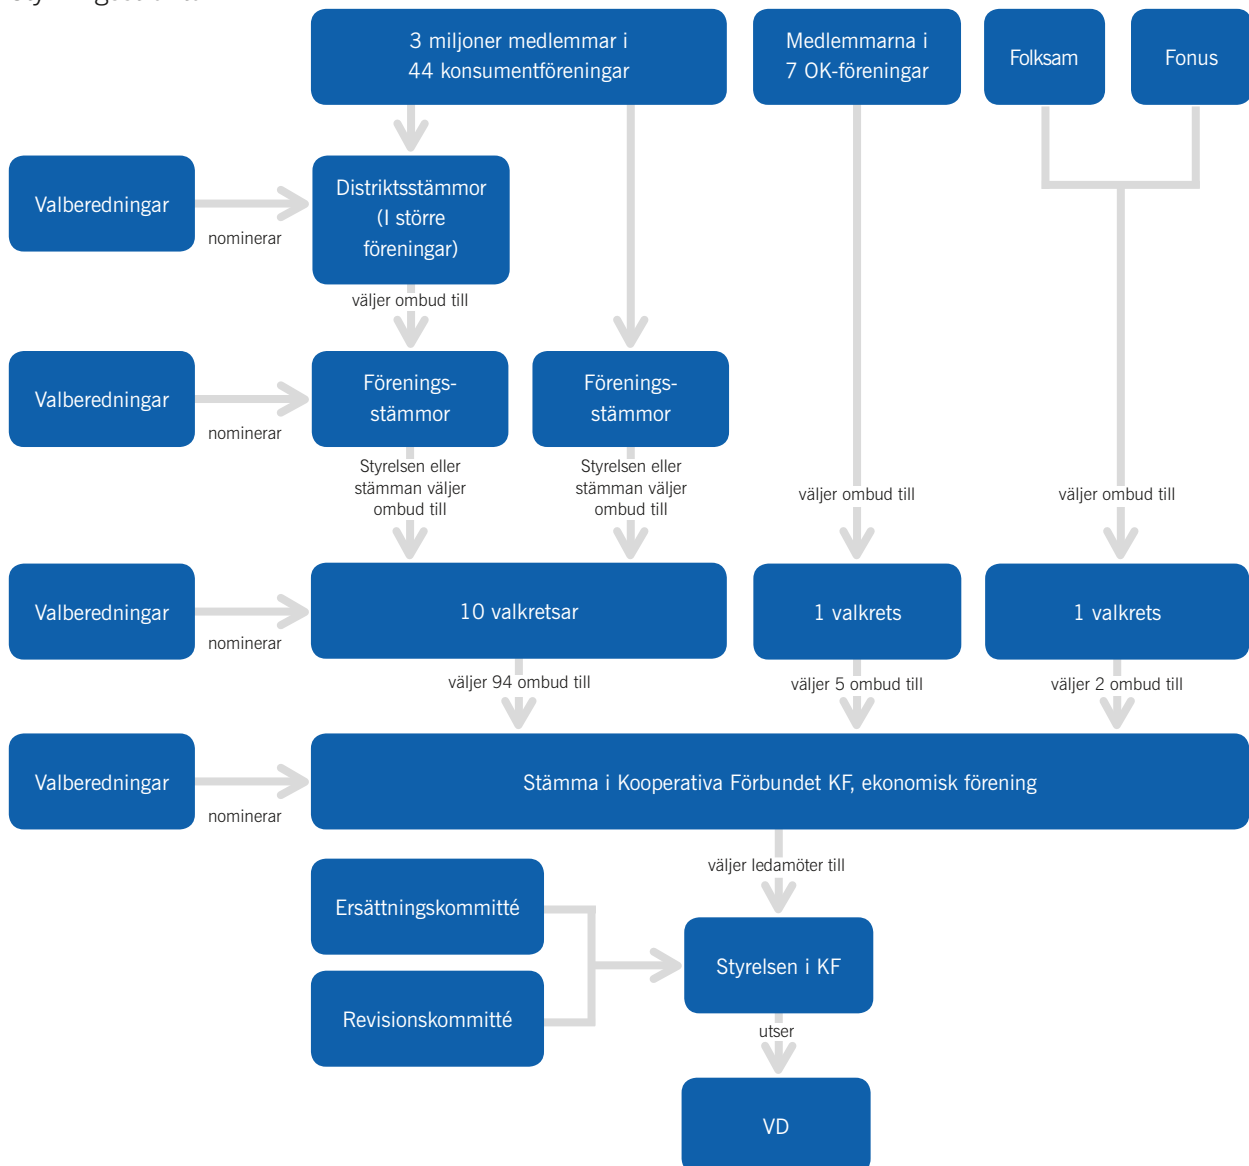 3 miljoner medlemmar i
44 konsumentföreningar
Medlemmarna i
7 OK-föreningar
Folksam
Fonus
Valberedningar
nominerar
Distriktsstämmor
(I större
föreningar)
väljer ombud till
Valberedningar
nominerar
Förenings-
stämmor
Förenings-
stämmor
Styrelsen eller
stämman väljer
ombud till
Styrelsen eller
stämman väljer
ombud till
väljer ombud till
väljer ombud till
Valberedningar
nominerar
10 valkretsar
1 valkrets
1 valkrets
väljer 94 ombud till
väljer 5 ombud till
väljer 2 ombud till
Valberedningar
nominerar
Stämma i Kooperativa Förbundet KF, ekonomisk förening
väljer ledamöter till
Ersättningskommitté
Revisionskommitté
Styrelsen i KF
utser
VD